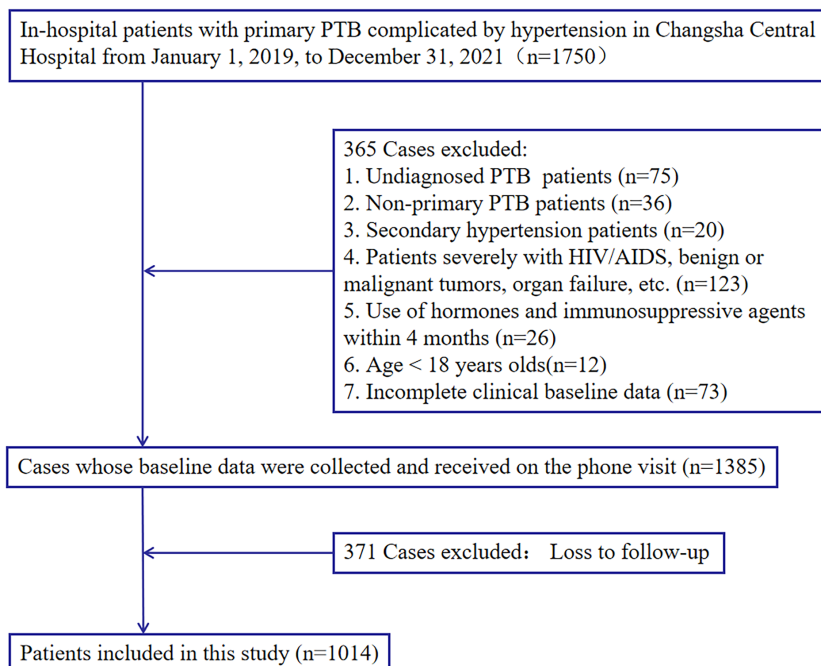 In-hospital patients with primary PTB complicated by hypertension in Changsha Central
Hospital from January 1, 2019, to December 31, 2021（n=1750）
365 Cases excluded:
1. Undiagnosed PTB  patients (n=75)
2. Non-primary PTB patients (n=36)
3. Secondary hypertension patients (n=20)
4. Patients severely with HIV/AIDS, benign or
malignant tumors, organ failure, etc. (n=123)
5. Use of hormones and immunosuppressive agents
within 4 months (n=26)
6. Age < 18 years olds(n=12)
7. Incomplete clinical baseline data (n=73)
Cases whose baseline data were collected and received on the phone visit (n=1385)
371 Cases excluded： Loss to follow-up
Patients included in this study (n=1014)